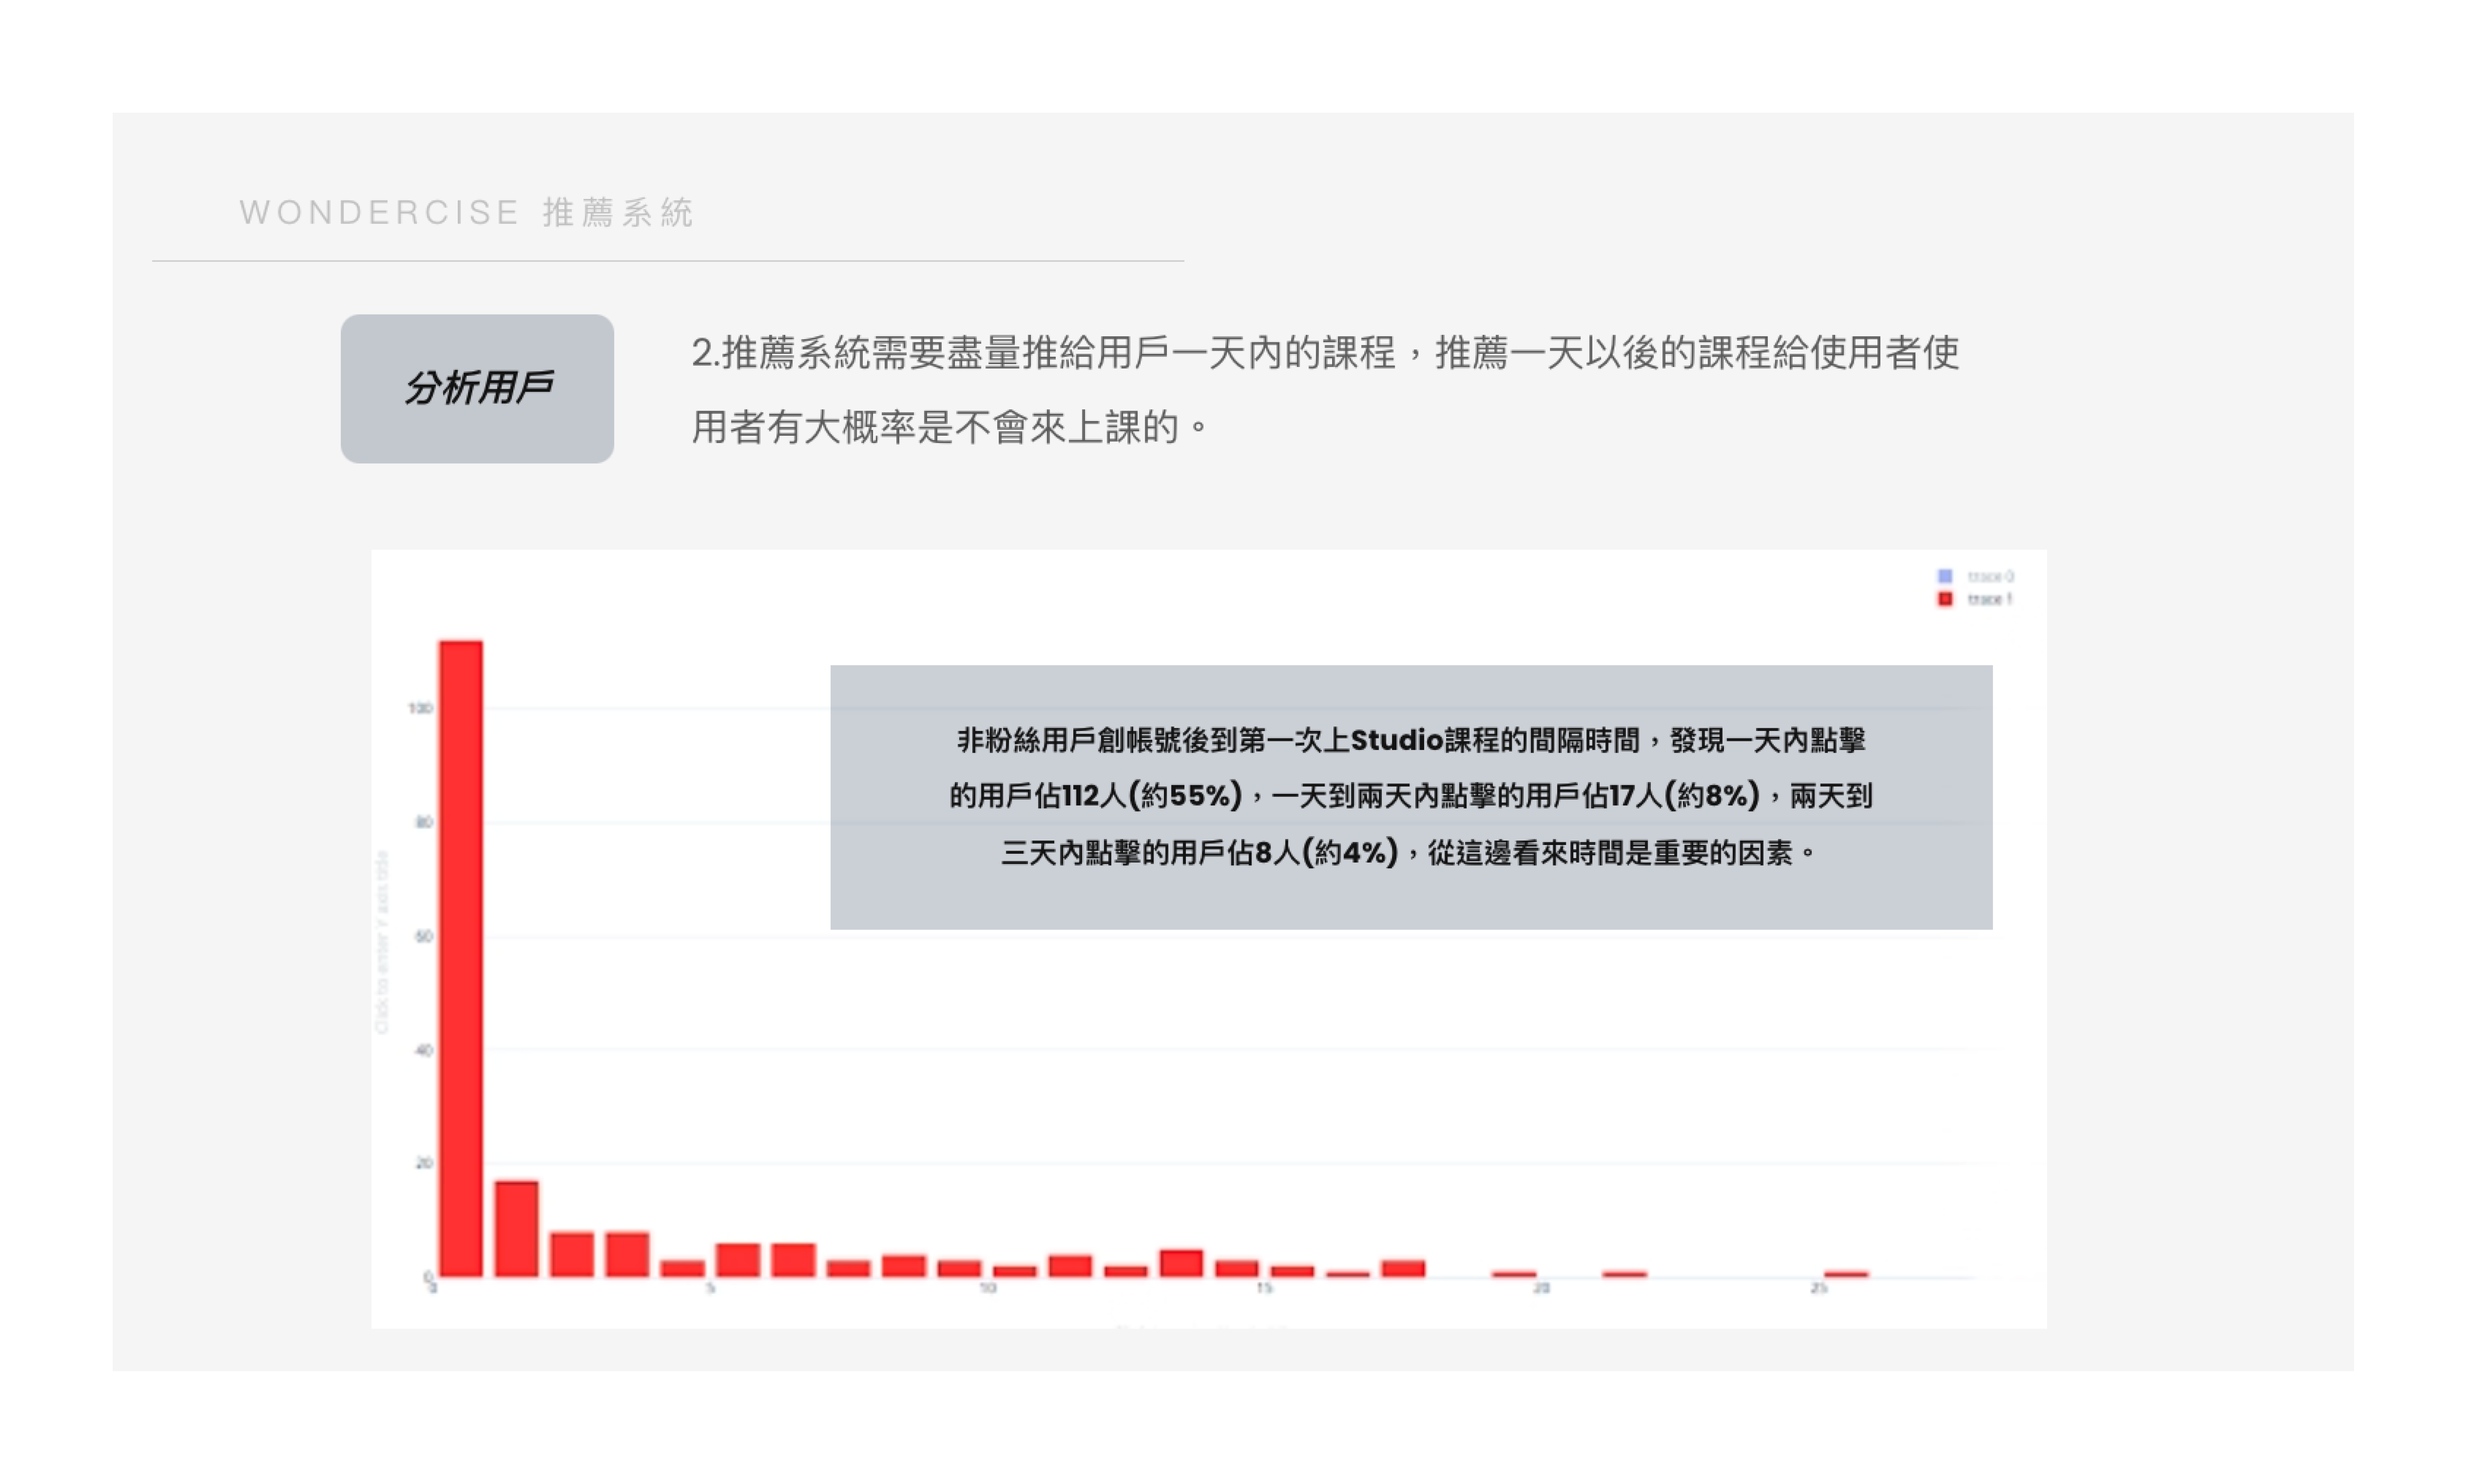 WONDERCISE 推薦系統
分析用戶
2.推薦系統需要盡量推給用戶一天內的課程，推薦一天以後的課程給使用者使
用者有大概率是不會來上課的。
trace 0
trace 1
非粉絲用戶創帳號後到第一次上Studio課程的間隔時間，發現一天內點擊
的用戶佔112人(約55%)，一天到兩天內點擊的用戶佔17人(約8%)，兩天到
三天內點擊的用戶佔8人(約4%)，從這邊看來時間是重要的因素。
Click to enter Y axis title
100
80
60
40
20
0
0 5 10 15 20 25